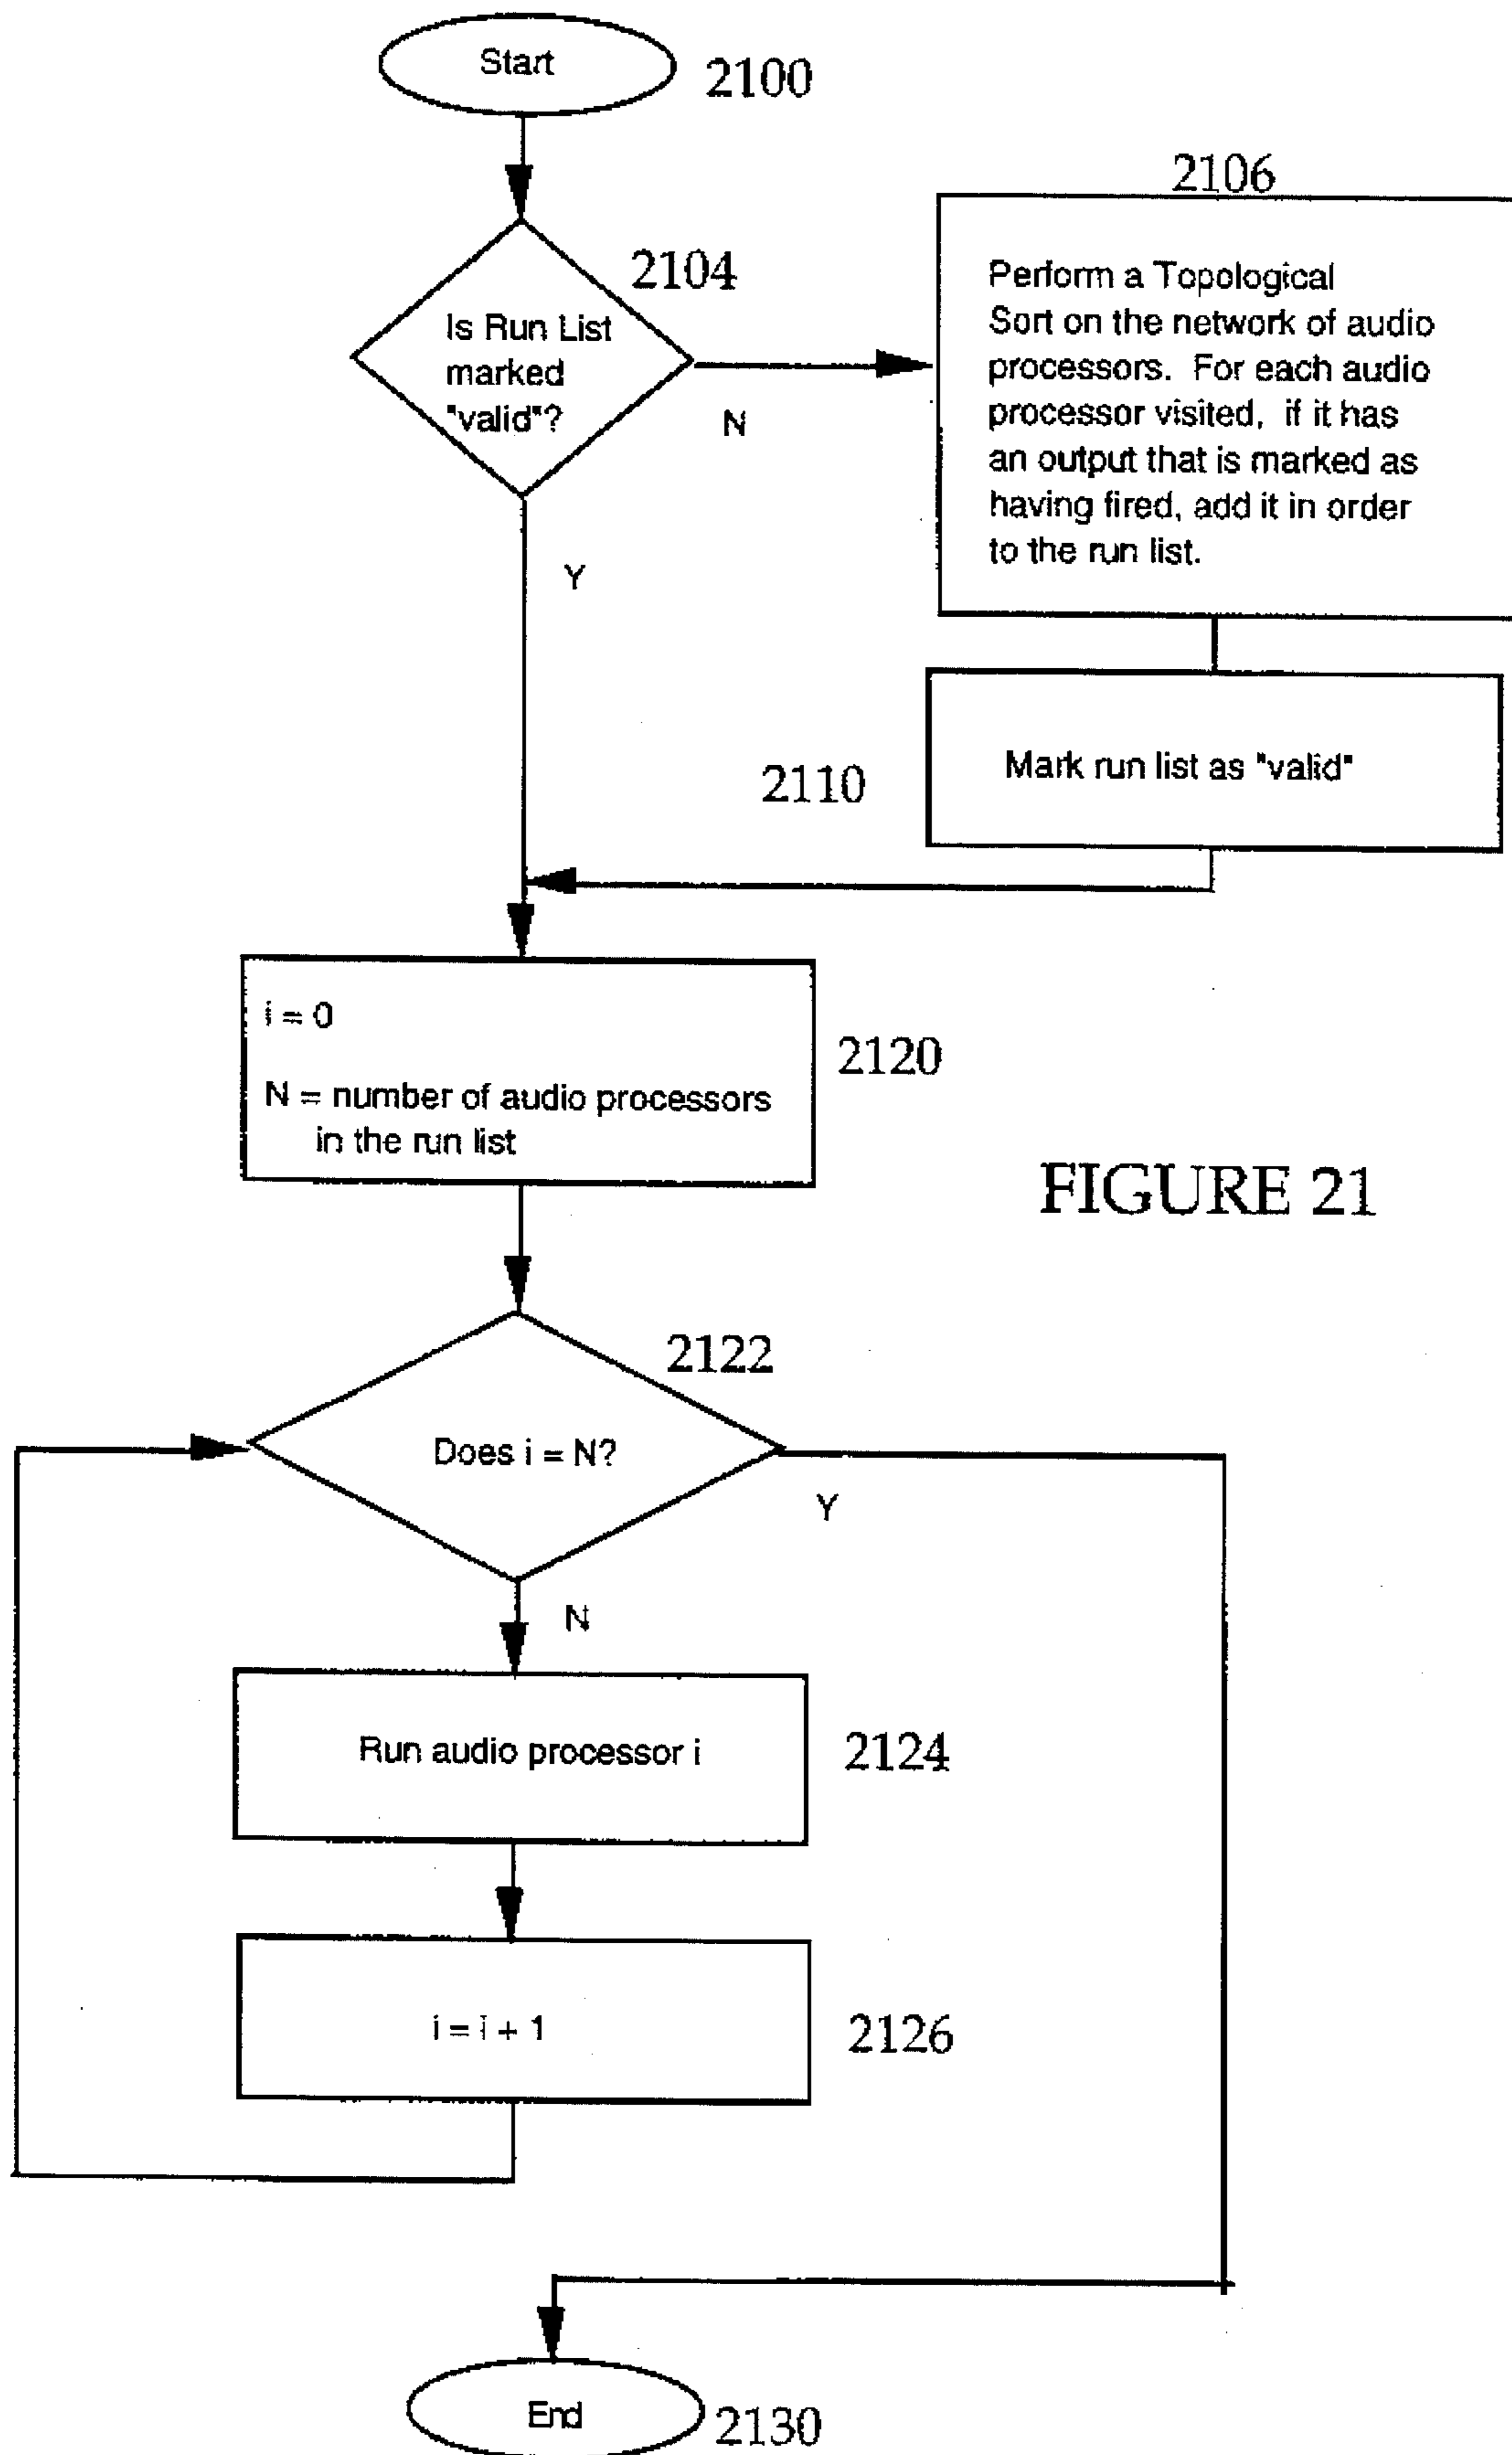 Start
2100
2106
2104
Is Run List
marked
"valid"?
N
Perform a Topological
Sort on the network of audio
processors. For each audio
processor visited, if it has
an output that is marked as
having fired, add it in order
to the run list.
Y
2110
Mark run list as "valid"
i = 0
N = number of audio processors
in the run list
2120
FIGURE 21
2122
Does i = N?
Y
N
Run audio processor i
2124
i = i + 1
2126
End
2130